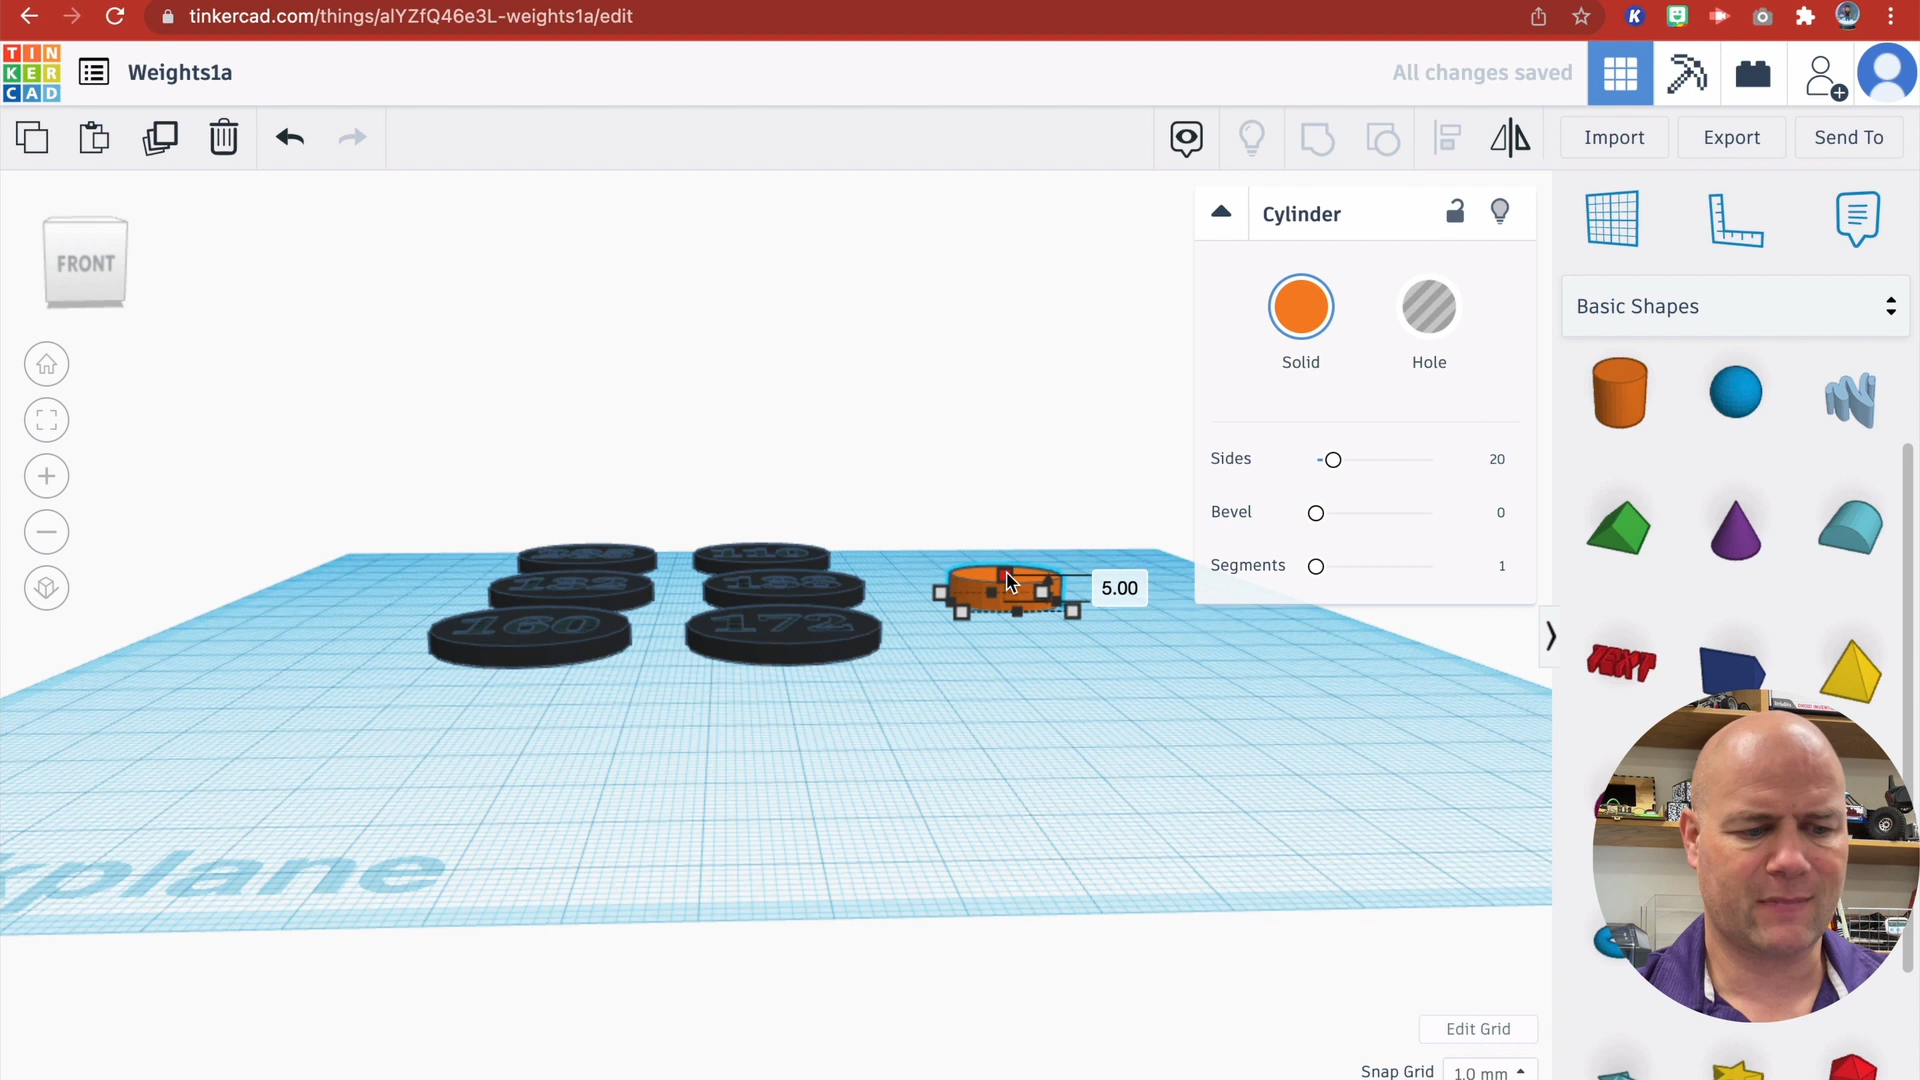 tinkercad.com/things/alYZfQ46e3L-weights1a/edit
TIN
KER
CAD
Weights1a
All changes saved
Import
Export
Send To
FRONT
Cylinder
Solid
Hole
Sides
20
Bevel
0
Segments
1
Basic Shapes
TEXT
110
160
172
5.00
Edit Grid
Snap Grid
1.0 mm